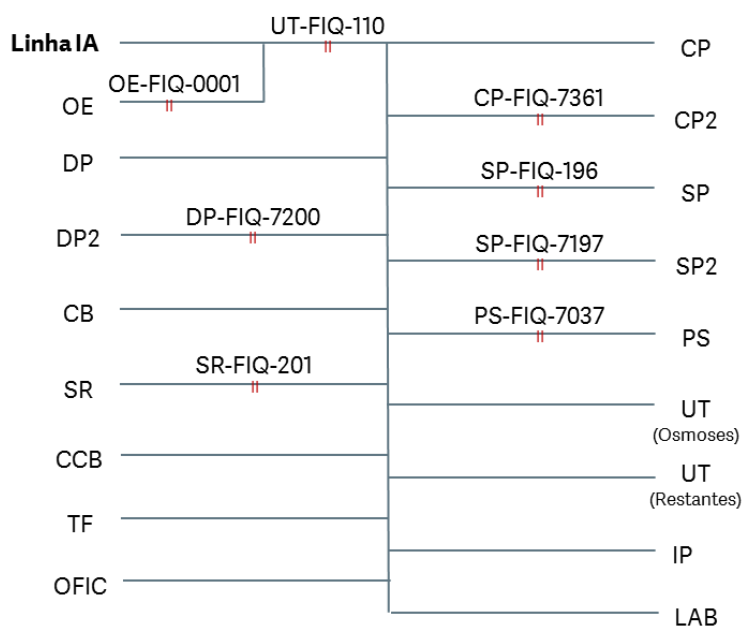 UT-FIQ-110
Linha IA
CP
OE-FIQ-0001
OE
CP-FIQ-7361
CP2
DP
SP-FIQ-196
SP
DP-FIQ-7200
DP2
SP-FIQ-7197
SP2
CB
PS-FIQ-7037
PS
SR-FIQ-201
SR
UT
(Osmoses)
CCB
UT
(Restantes)
TF
IP
OFIC
LAB